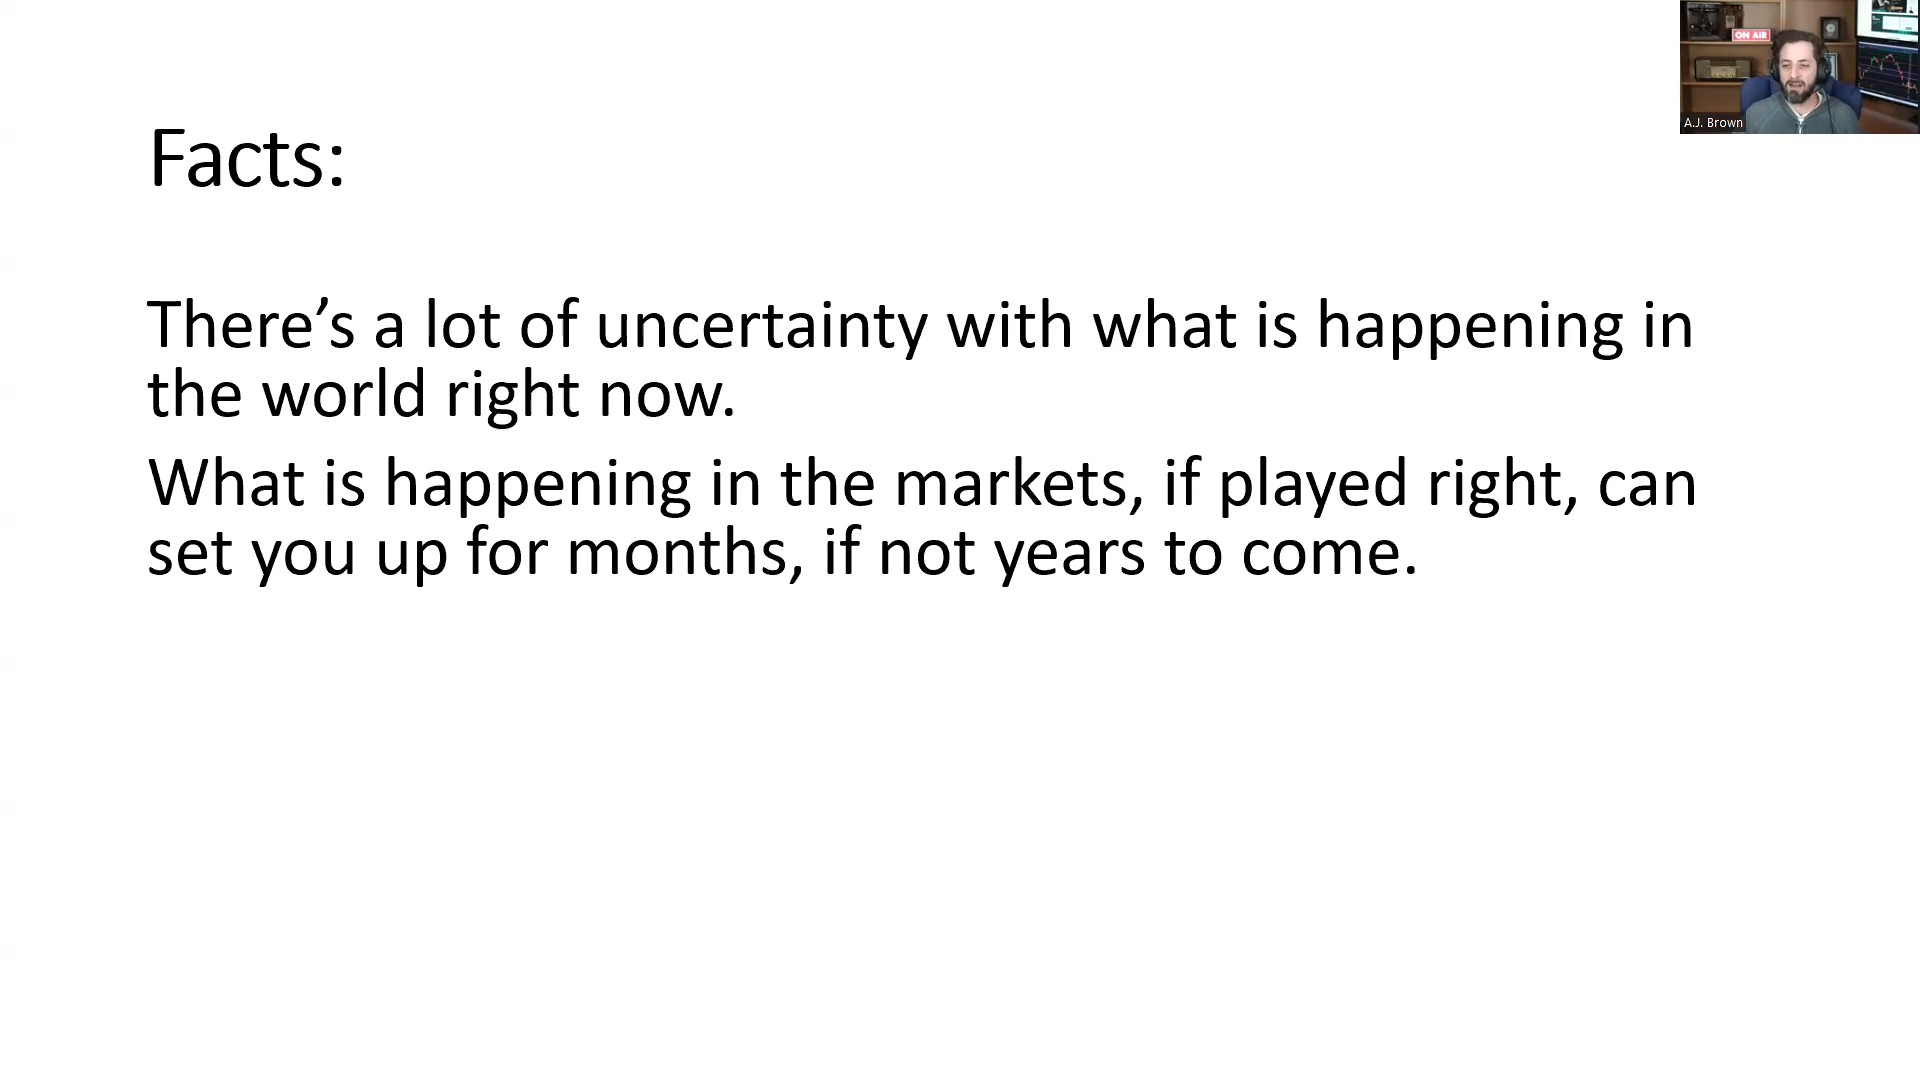 ON AIR
A.J. Brown
Facts:
There’s a lot of uncertainty with what is happening in
the world right now.
What is happening in the markets, if played right, can
set you up for months, if not years to come.